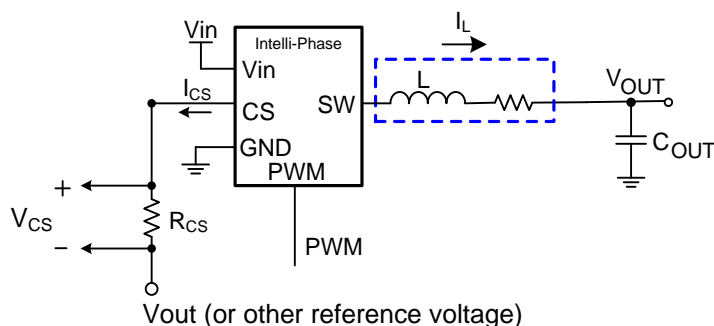 Vin
Intelli-Phase
I_L
Vin
L
V_OUT
I_CS
CS
SW
GND
C_OUT
PWM
+
V_CS
R_CS
−
PWM
Vout (or other reference voltage)